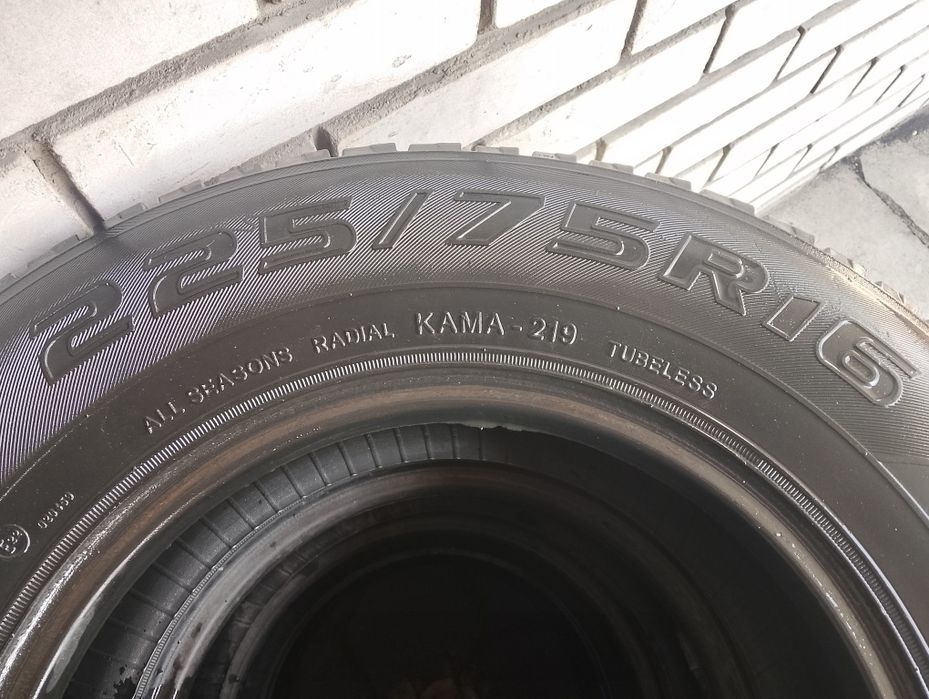 225/75R16
ALL SEASONS RADIAL KAMA-219 TUBELESS